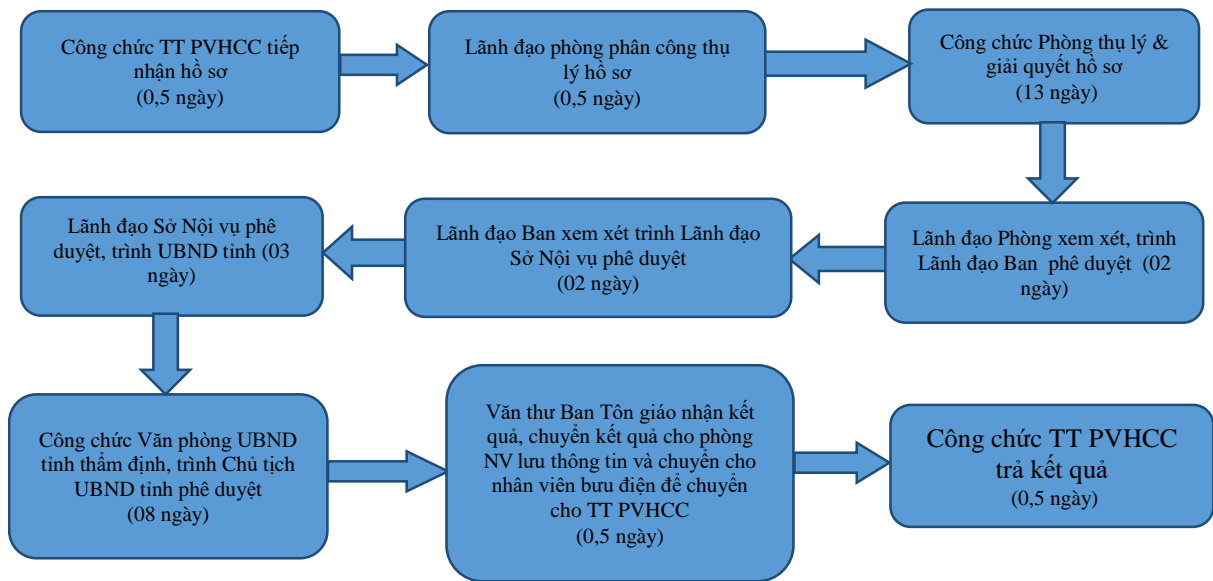 Công chức TT PVHCC tiếp
nhận hồ sơ
(0,5 ngày)
Lãnh đạo phòng phân công thụ
lý hồ sơ
(0,5 ngày)
Công chức Phòng thụ lý &
giải quyết hồ sơ
(13 ngày)
Lãnh đạo Phòng xem xét, trình
Lãnh đạo Ban phê duyệt (02
ngày)
Lãnh đạo Ban xem xét trình Lãnh đạo
Sở Nội vụ phê duyệt
(02 ngày)
Lãnh đạo Sở Nội vụ phê
duyệt, trình UBND tỉnh (03
ngày)
Công chức Văn phòng UBND
tỉnh thẩm định, trình Chủ tịch
UBND tỉnh phê duyệt
(08 ngày)
Văn thư Ban Tôn giáo nhận kết
quả, chuyển kết quả cho phòng
NV lưu thông tin và chuyển cho
nhân viên bưu điện để chuyển
cho TT PVHCC
(0,5 ngày)
Công chức TT PVHCC
trả kết quả
(0,5 ngày)